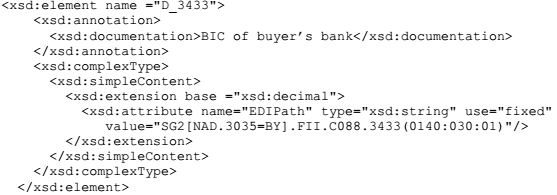 <xsd:element name ="D_3433">
<xsd:annotation>
<xsd:documentation>BIC of buyer's bank</xsd:documentation>
</xsd:annotation>
<xsd:complexType>
<xsd:simpleContent>
<xsd:extension base ="xsd:decimal">
<xsd:attribute name="EDIPath" type="xsd:string" use="fixed"
value="SG2[NAD.3035=BY].FII.C088.3433(0140:030:01)"/>
</xsd:extension>
</xsd:simpleContent>
</xsd:complexType>
</xsd:element>